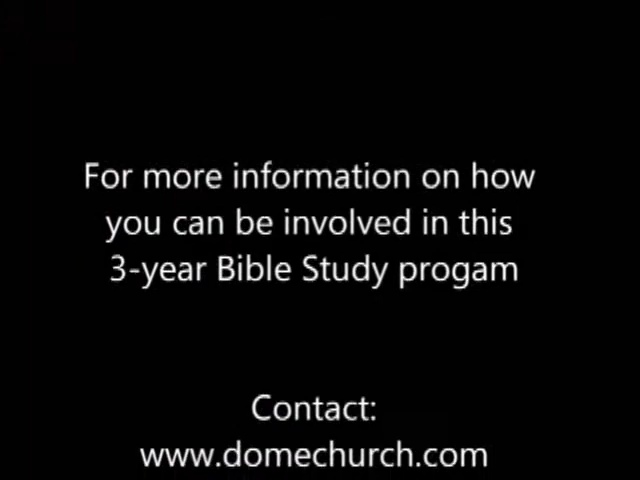 For more information on how
you can be involved in this
3-year Bible Study progam
Contact:
www.domechurch.com